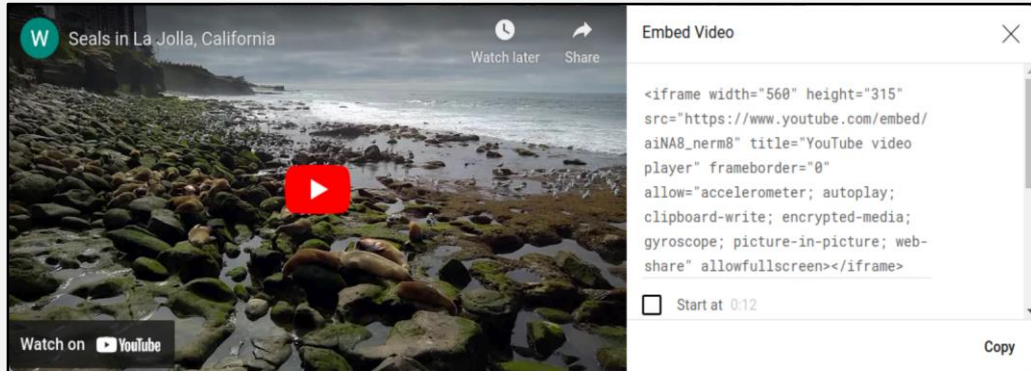 W Seals in La Jolla, California
Watch later
Share
Watch on YouTube
Embed Video
<iframe width="560" height="315"
src="https://www.youtube.com/embed/
aiNA8_nerm8" title="YouTube video
player" frameborder="0"
allow="accelerometer; autoplay;
clipboard-write; encrypted-media;
gyroscope; picture-in-picture; web-
share" allowfullscreen></iframe>
Start at 0:12
Copy